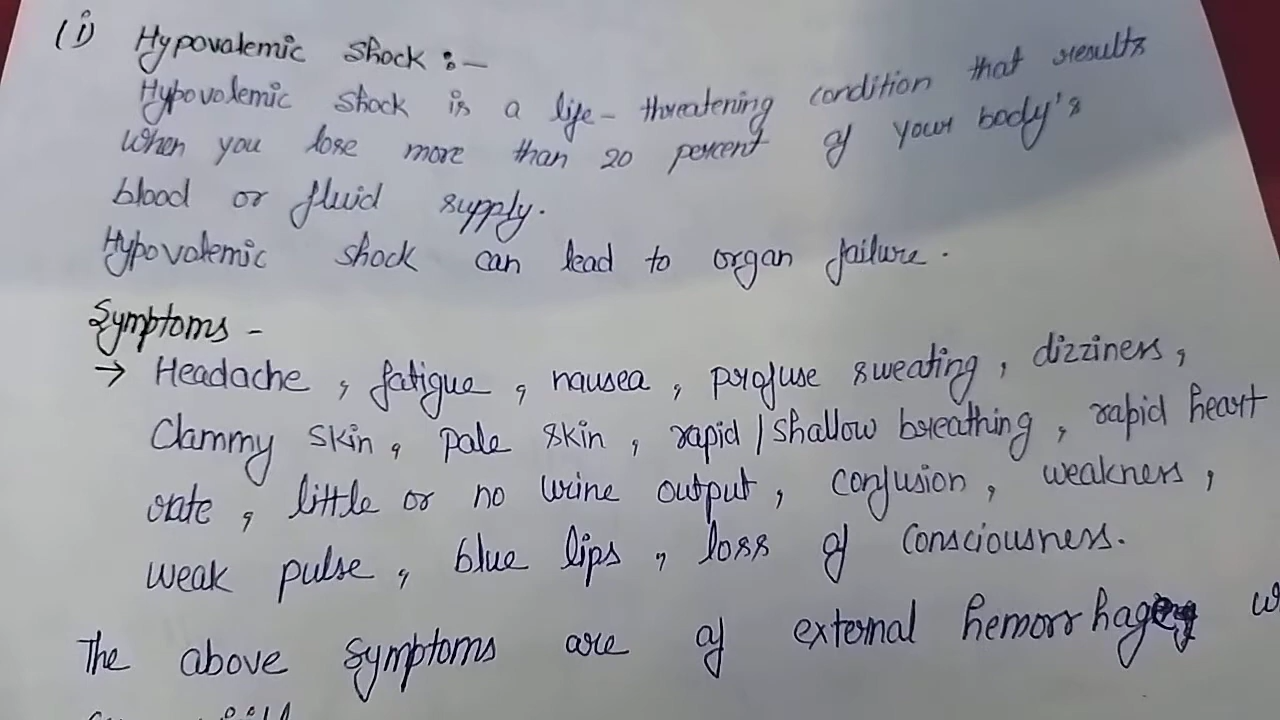 (i) Hypovolemic shock :-
Hypovolemic shock is a life-threatening condition that results
when you lose more than 20 percent of your body's
blood or fluid supply.
Hypovolemic shock can lead to organ failure.
Symptoms -
→ Headache, fatigue, nausea, profuse sweating, dizziness,
Clammy skin, pale skin, rapid/shallow breathing, rapid heart
rate, little or no urine output, confusion, weakness,
weak pulse, blue lips, loss of consciousness.
The above symptoms are of external hemorrhage